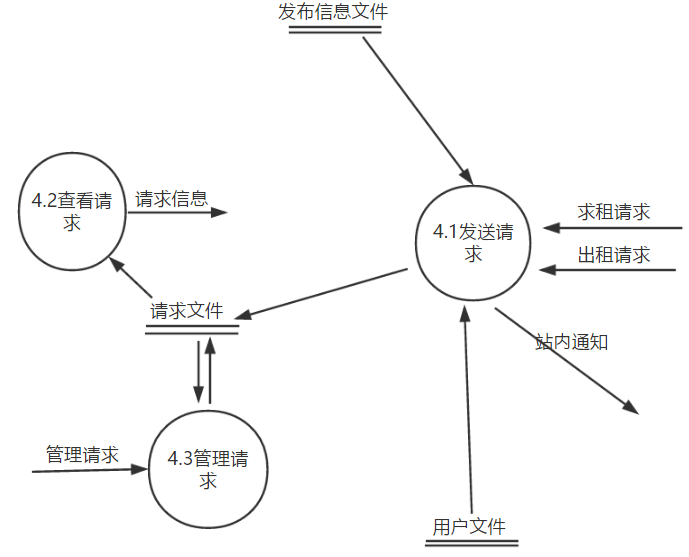 发布信息文件
4.2查看请
求
请求信息
4.1发送请
求
求租请求
出租请求
请求文件
站内通知
管理请求
4.3管理请
求
用户文件